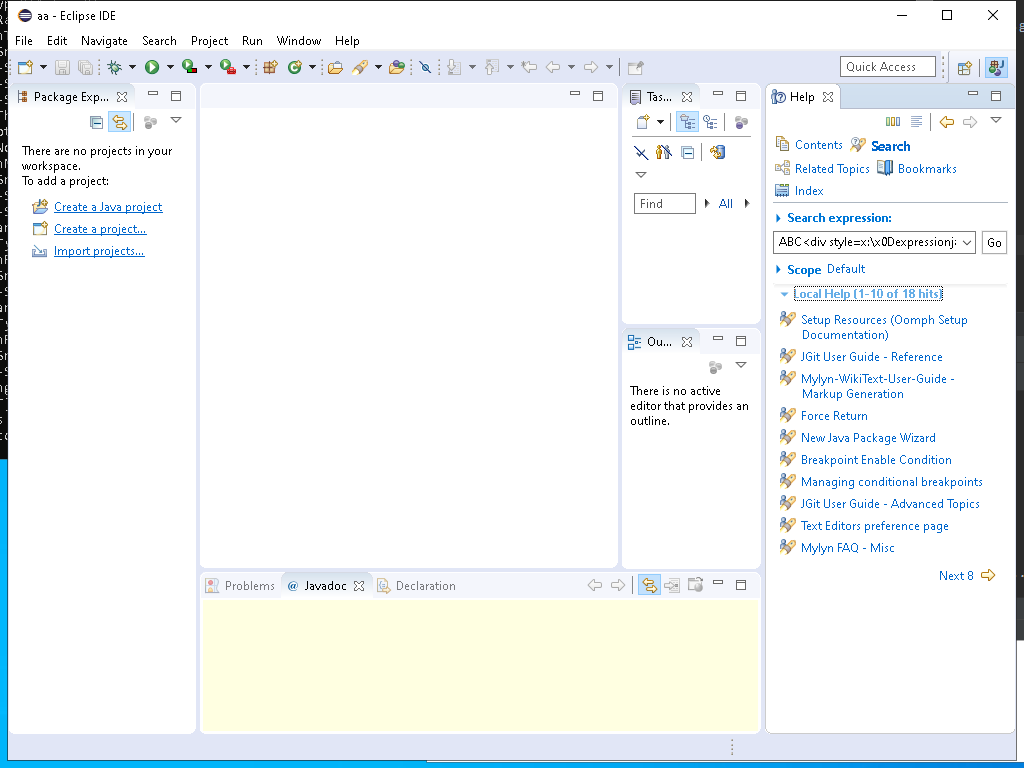 aa - Eclipse IDE
File Edit Navigate Search Project Run Window Help
Quick Access
Package Exp...
There are no projects in your
workspace.
To add a project:
Create a Java project
Create a project...
Import projects...
Tas...
Find
All
Ou...
There is no active
editor that provides an
outline.
Problems
@ Javadoc
Declaration
Help
Contents
Search
Related Topics
Bookmarks
Index
Search expression:
ABC<div style=x:\x0Dexpression
Go
Scope Default
Local Help (1-10 of 18 hits)
Setup Resources (Oomph Setup
Documentation)
JGit User Guide - Reference
Mylyn-WikiText-User-Guide -
Markup Generation
Force Return
New Java Package Wizard
Breakpoint Enable Condition
Managing conditional breakpoints
JGit User Guide - Advanced Topics
Text Editors preference page
Mylyn FAQ - Misc
Next 8